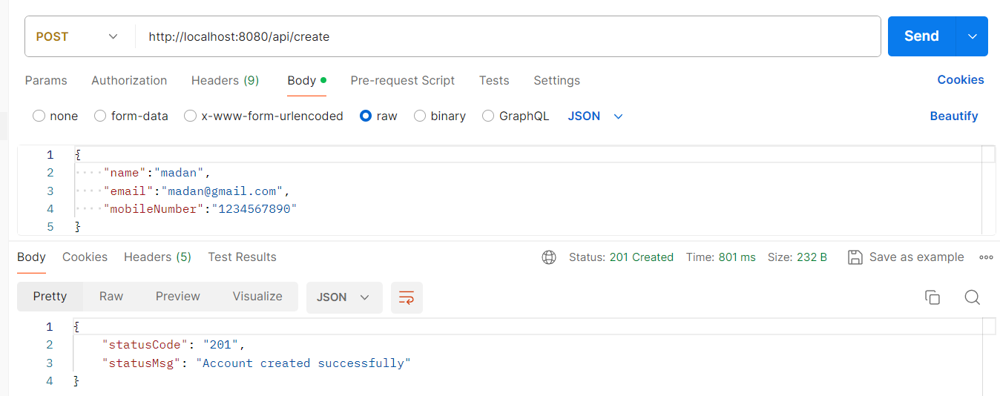 POST http://localhost:8080/api/create Send
Params Authorization Headers (9) Body Pre-request Script Tests Settings Cookies
none form-data x-www-form-urlencoded raw binary GraphQL JSON Beautify
1 {
2 "name":"madan",
3 "email":"madan@gmail.com",
4 "mobileNumber":"1234567890"
5 }
Body Cookies Headers (5) Test Results Status: 201 Created Time: 801 ms Size: 232 B Save as example
Pretty Raw Preview Visualize JSON
1 {
2 "statusCode": "201",
3 "statusMsg": "Account created successfully"
4 }